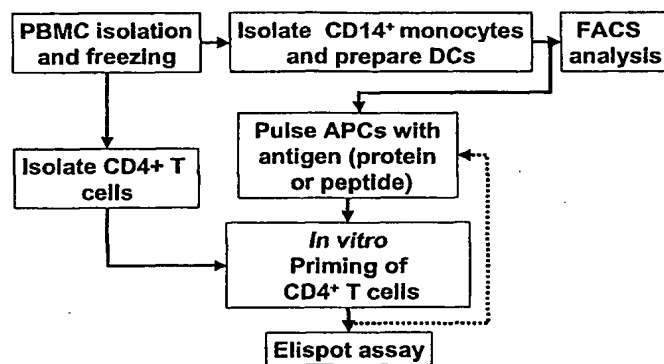 PBMC isolation
and freezing
Isolate CD14⁺ monocytes
and prepare DCs
FACS
analysis
Isolate CD4+ T
cells
Pulse APCs with
antigen (protein
or peptide)
In vitro
Priming of
CD4⁺ T cells
Elispot assay